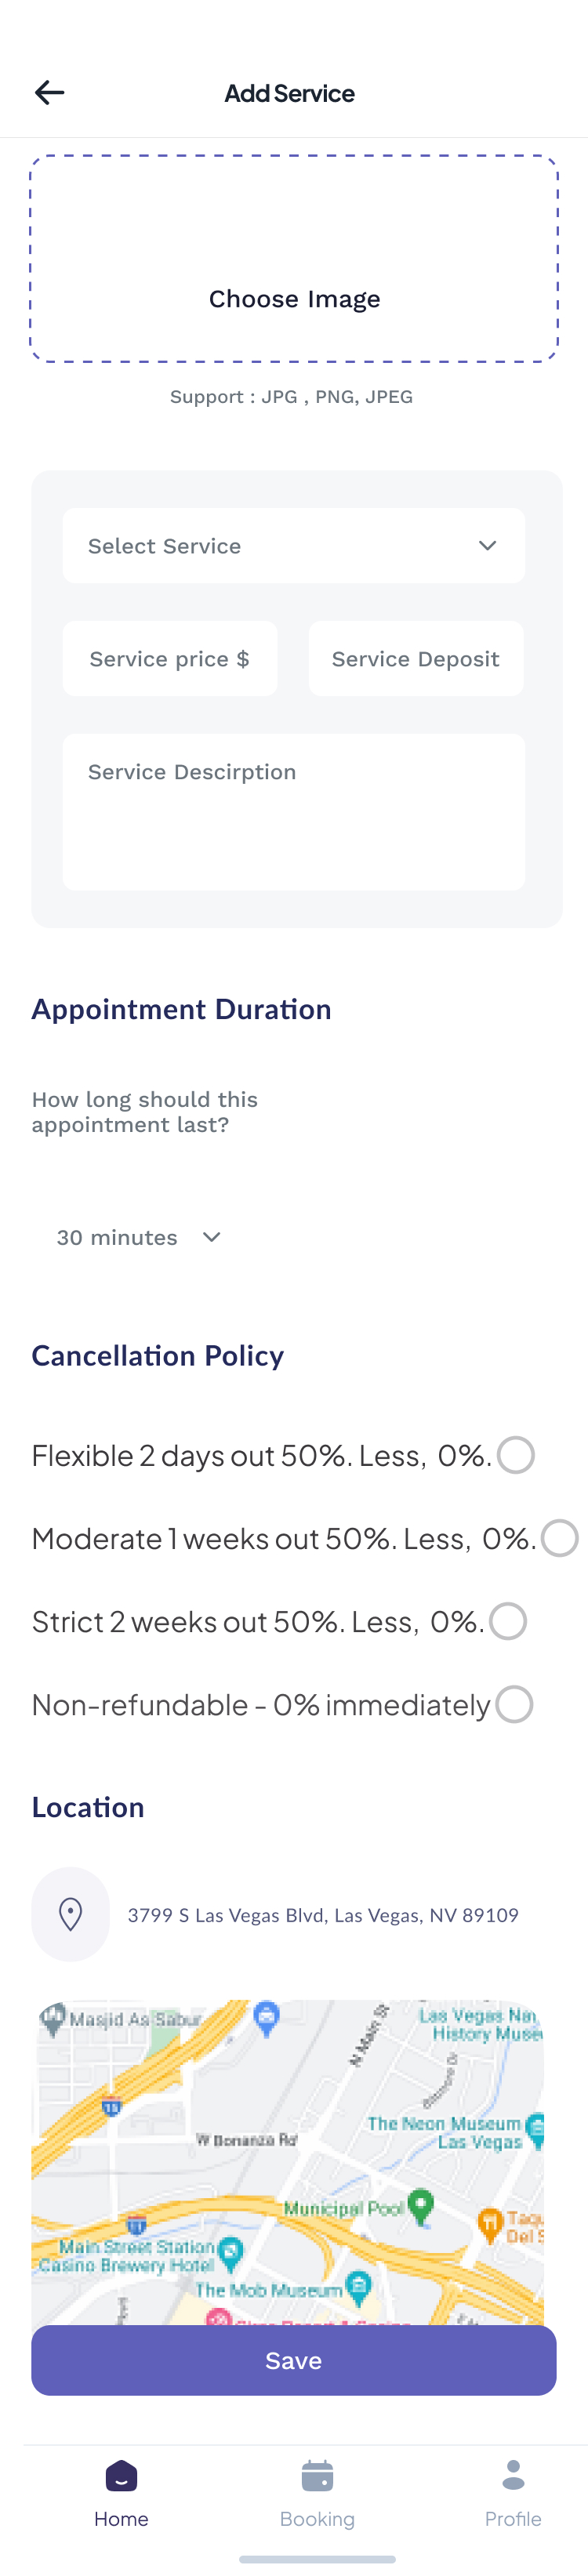 Add Service
Choose Image
Support : JPG , PNG, JPEG
Select Service
Service price $
Service Deposit
Service Descirption
Appointment Duration
How long should this
appointment last?
30 minutes
Cancellation Policy
Flexible 2 days out 50%. Less, 0%.
Moderate 1 weeks out 50%. Less, 0%.
Strict 2 weeks out 50%. Less, 0%.
Non-refundable - 0% immediately
Location
3799 S Las Vegas Blvd, Las Vegas, NV 89109
Masjid As-Sabur
N Main St
Las Vegas
History
15
The Neon Museum
Las Vegas
W Bonanza Rd
Municipal Pool
11
Main Street Station
Casino Brewery Hotel
The Mob Museum
Del
Save
Home
Booking
Profile